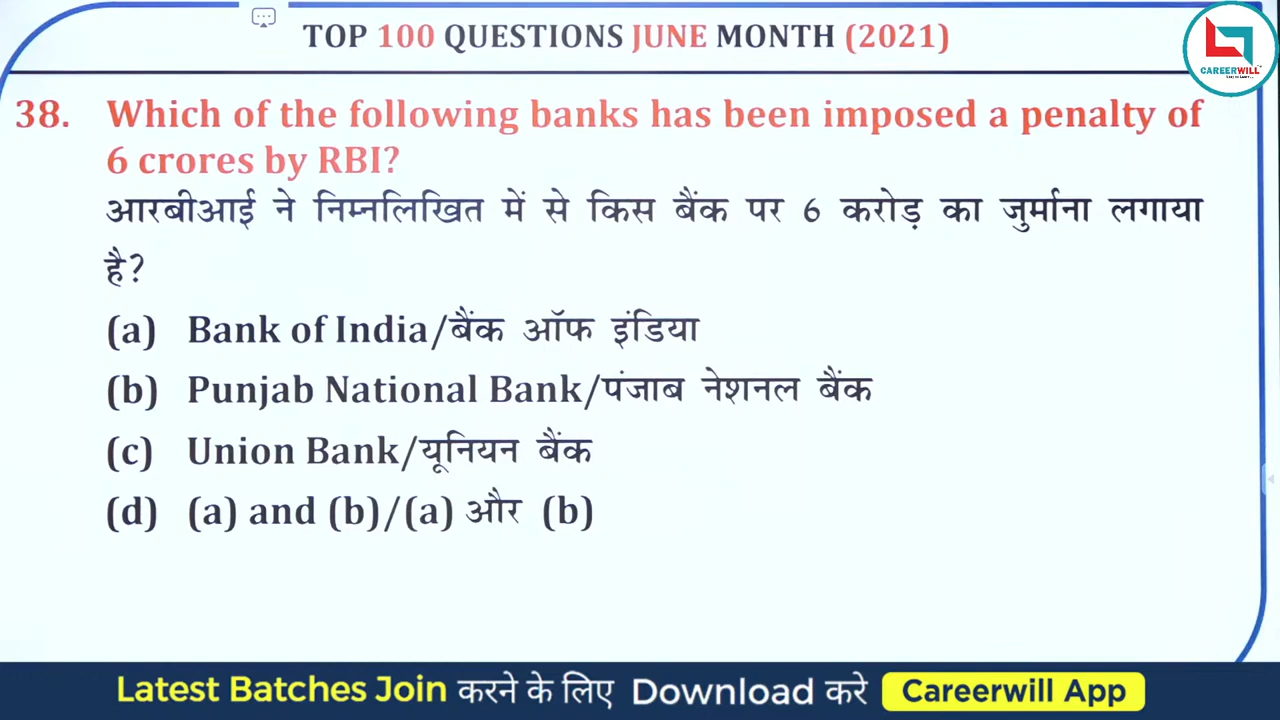 TOP 100 QUESTIONS JUNE MONTH (2021)
CAREERWILL
38. Which of the following banks has been imposed a penalty of
6 crores by RBI?
आरबीआई ने निम्नलिखित में से किस बैंक पर 6 करोड़ का जुर्माना लगाया
है?
(a) Bank of India/बैंक ऑफ इंडिया
(b) Punjab National Bank/पंजाब नेशनल बैंक
(c) Union Bank/यूनियन बैंक
(d) (a) and (b)/(a) और (b)
Latest Batches Join करने के लिए Download करे Careerwill App